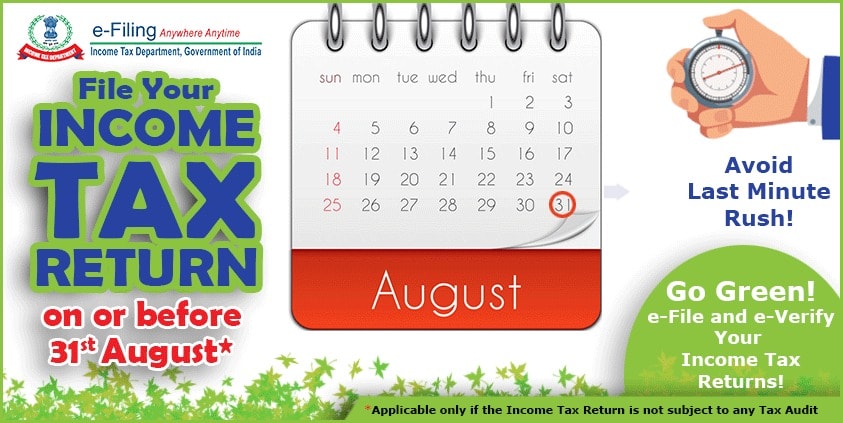 e-Filing Anywhere Anytime
Income Tax Department, Government of India
INCOME TAX DEPARTMENT
File Your
INCOME
TAX
RETURN
on or before
31st August*
sun mon tue wed thu fri sat
1 2 3
4 5 6 7 8 9 10
11 12 13 14 15 16 17
18 19 20 21 22 23 24
25 26 27 28 29 30 31
August
Avoid
Last Minute
Rush!
Go Green!
e-File and e-Verify
Your
Income Tax
Returns!
*Applicable only if the Income Tax Return is not subject to any Tax Audit